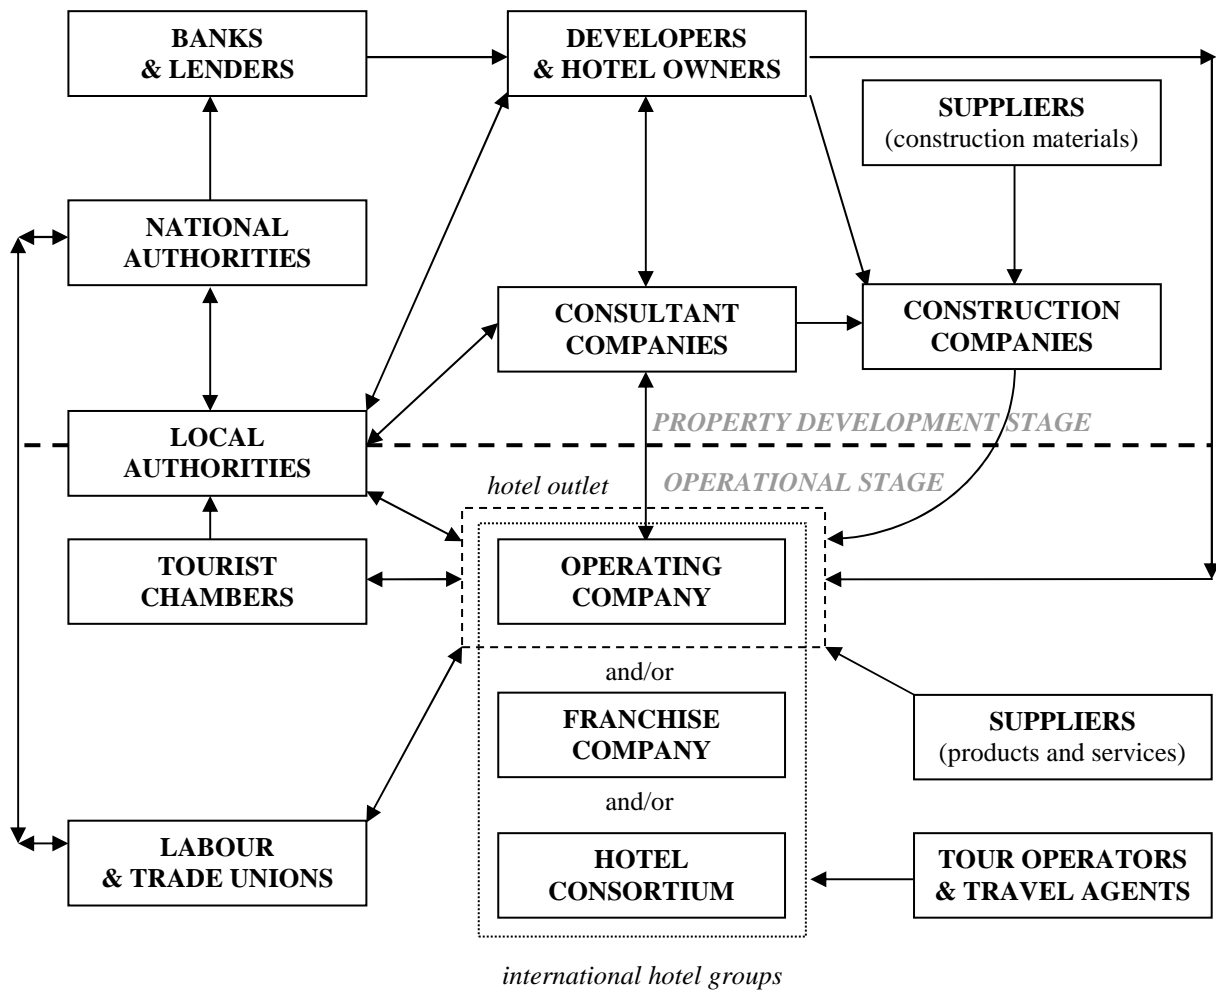 BANKS
& LENDERS
DEVELOPERS
& HOTEL OWNERS
SUPPLIERS
(construction materials)
NATIONAL
AUTHORITIES
CONSULTANT
COMPANIES
CONSTRUCTION
COMPANIES
LOCAL
AUTHORITIES
PROPERTY DEVELOPMENT STAGE
OPERATIONAL STAGE
hotel outlet
TOURIST
CHAMBERS
OPERATING
COMPANY
and/or
FRANCHISE
COMPANY
SUPPLIERS
(products and services)
and/or
LABOUR
& TRADE UNIONS
HOTEL
CONSORTIUM
TOUR OPERATORS
& TRAVEL AGENTS
international hotel groups